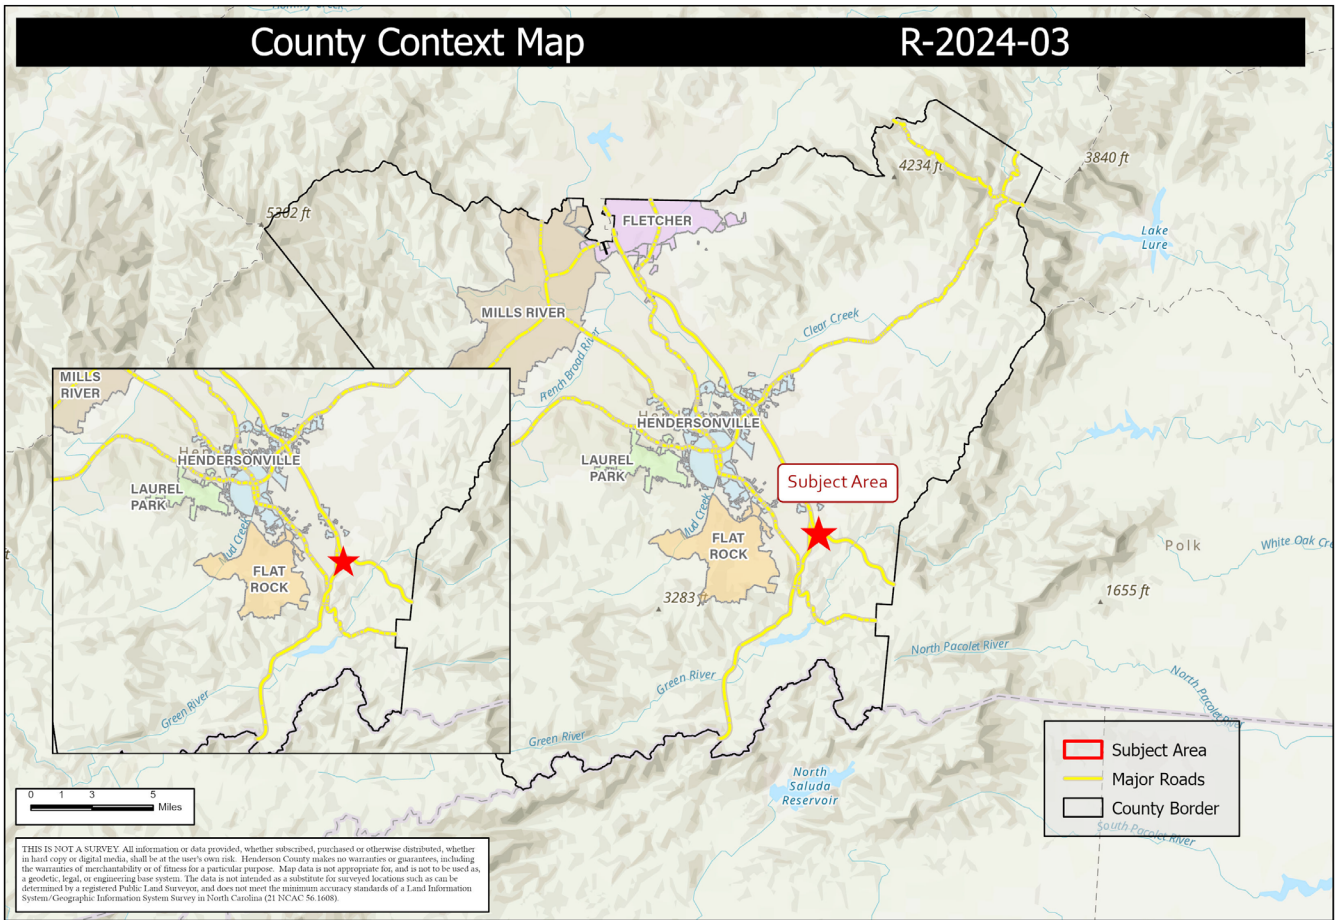 County Context Map
R-2024-03
4234 ft
3840 ft
5302 ft
FLETCHER
Lake
Lure
MILLS RIVER
Clear Creek
French Broad River
MILLS
RIVER
HENDERSONVILLE
HENDERSONVILLE
LAUREL
PARK
LAUREL
PARK
Subject Area
Mud Creek
Mud Creek
FLAT
ROCK
FLAT
ROCK
Polk
White Oak Cre
3283 ft
1655 ft
North Pacolet River
North Pacolet River
Green River
Green River
Green River
North
Saluda
Reservoir
South Pacolet River
Subject Area
Major Roads
County Border
0 1 3 5
Miles
THIS IS NOT A SURVEY. All information or data provided, whether subscribed, purchased or otherwise distributed, whether
in hard copy or digital media, shall be at the user's own risk. Henderson County makes no warranties or guarantees, including
the warranties of merchantability or of fitness for a particular purpose. Map data is not appropriate for, and is not to be used as,
a geodetic, legal, or engineering base system. The data is not intended as a substitute for surveyed locations such as can be
determined by a registered Public Land Surveyor, and does not meet the minimum accuracy standards of a Land Information
System/Geographic Information System Survey in North Carolina (21 NCAC 56.1608).